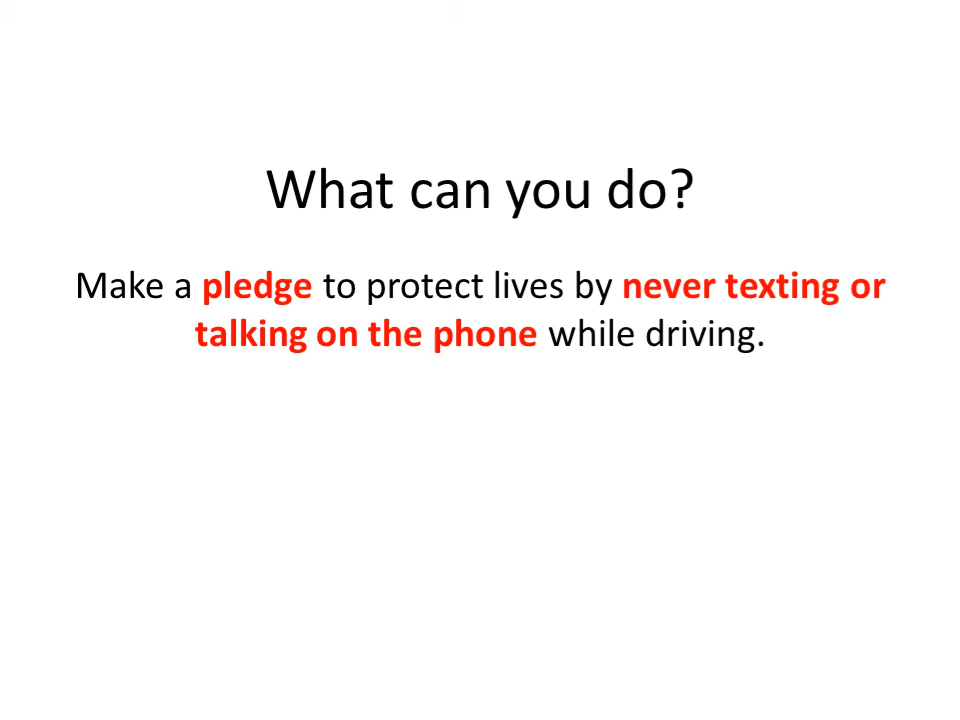 What can you do?
Make a pledge to protect lives by never texting or
talking on the phone while driving.